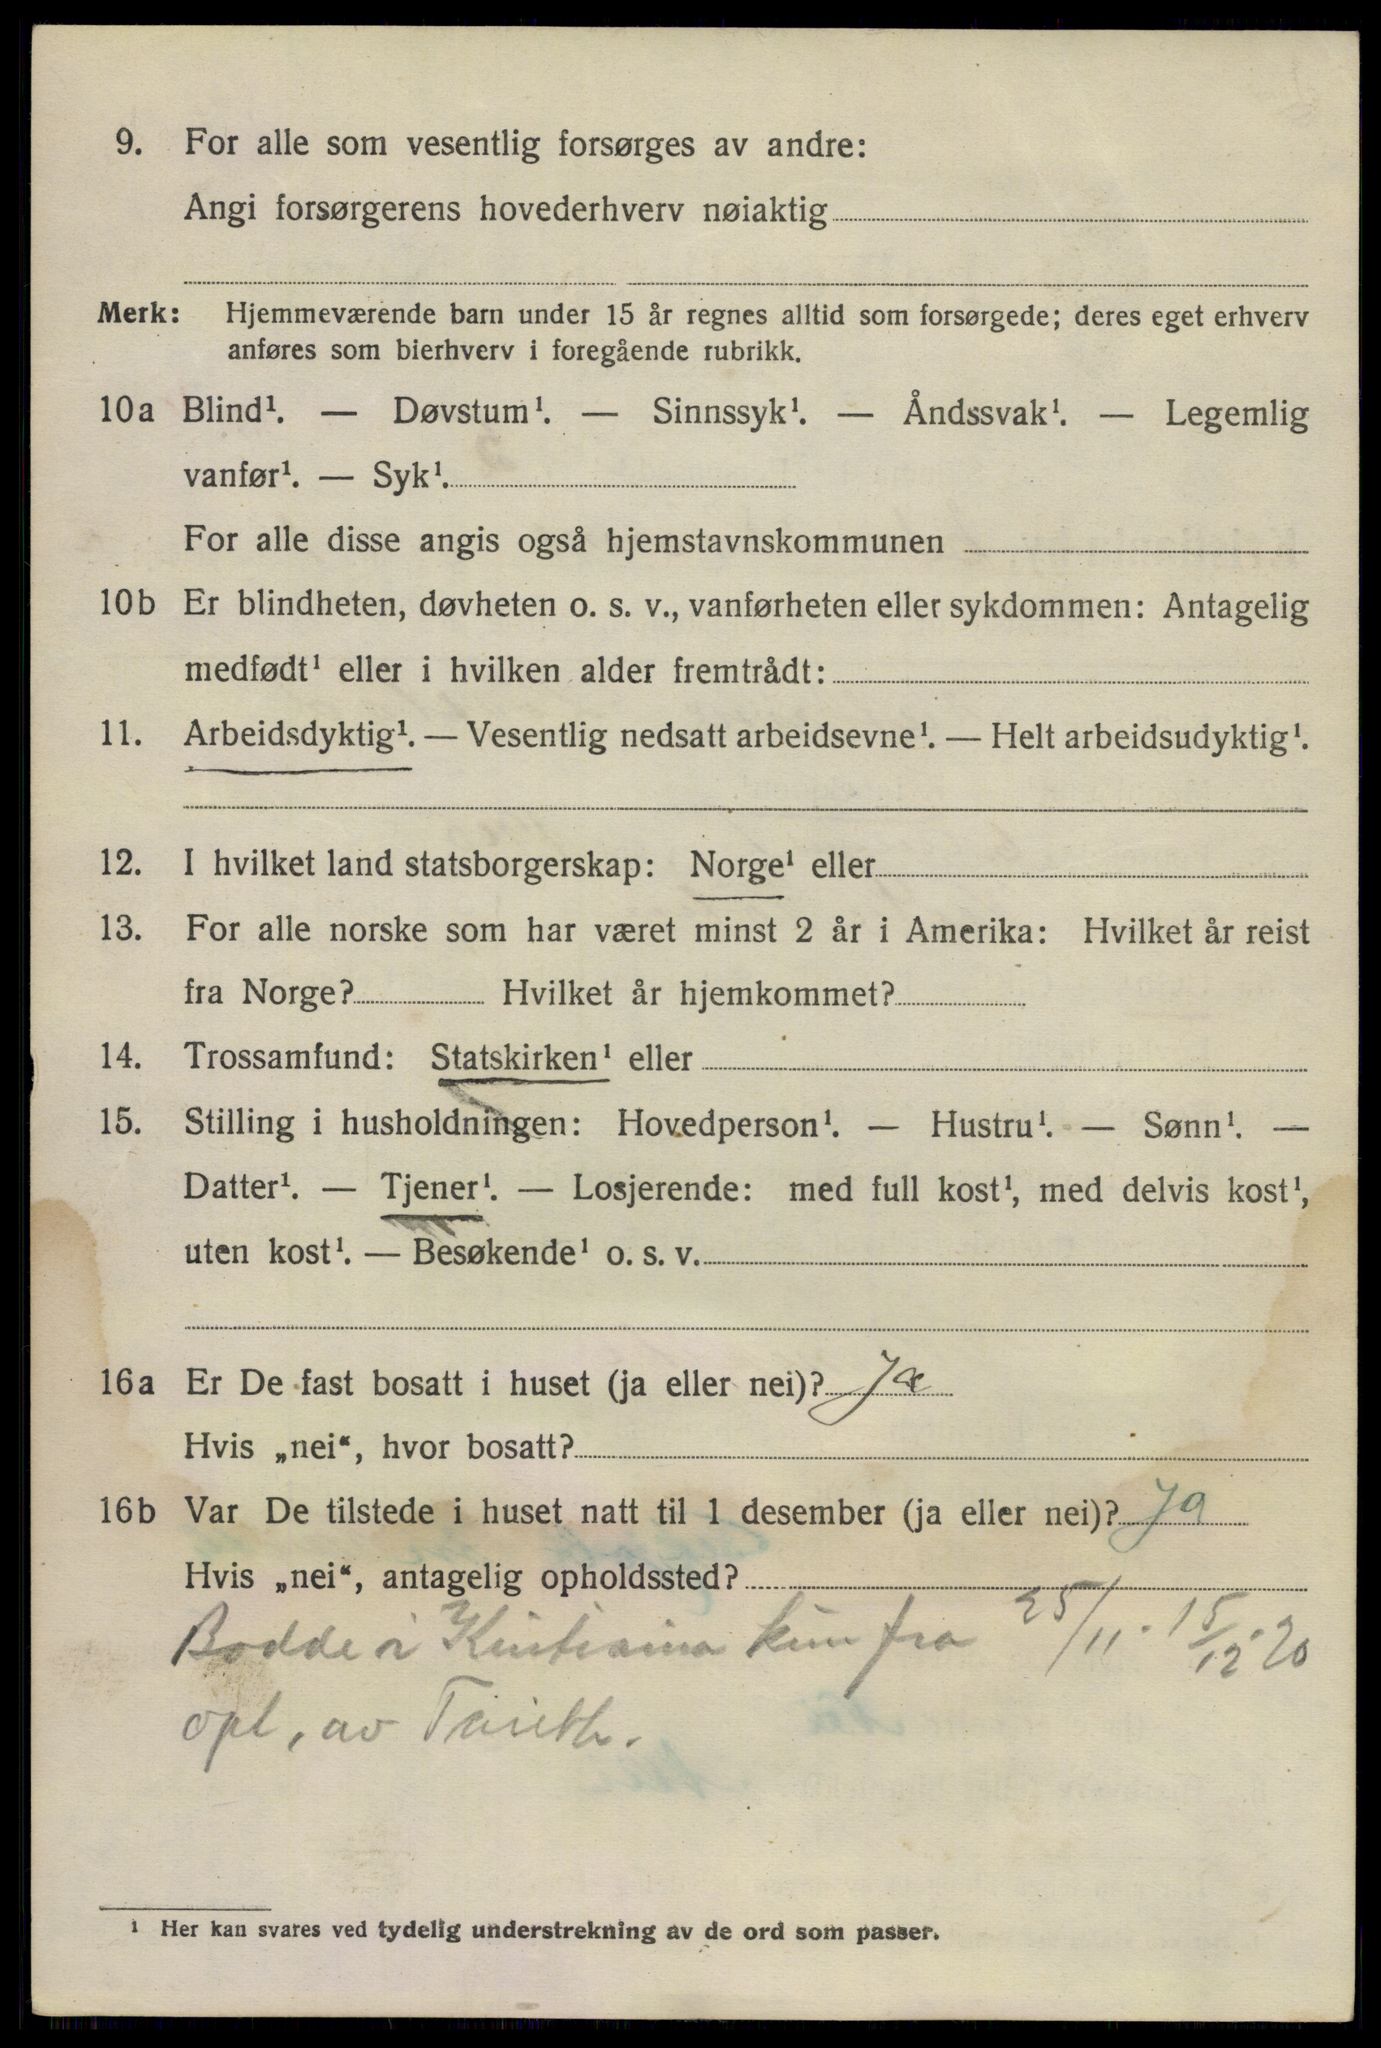 9. For alle som vesentlig forsørges av andre:
Angi forsørgerens hovederhverv nøiaktig
Merk: Hjemmeværende barn under 15 år regnes alltid som forsørgede; deres eget erhverv
anføres som bierhverv i foregående rubrikk.
10a Blind¹. — Døvstum¹. — Sinnssyk¹. — Åndssvak¹. — Legemlig
vanfør¹. — Syk¹.
For alle disse angis også hjemstavnskommunen
10b Er blindheten, døvheten o. s. v., vanførheten eller sykdommen: Antagelig
medfødt¹ eller i hvilken alder fremtrådt:
11. Arbeidsdyktig¹. — Vesentlig nedsatt arbeidsevne¹. — Helt arbeidsudyktig¹.
12. I hvilket land statsborgerskap: Norge¹ eller
13. For alle norske som har været minst 2 år i Amerika: Hvilket år reist
fra Norge? Hvilket år hjemkommet?
14. Trossamfund: Statskirken¹ eller
15. Stilling i husholdningen: Hovedperson¹. — Hustru¹. — Sønn¹. —
Datter¹. — Tjener¹. — Losjerende: med full kost¹, med delvis kost¹,
uten kost¹. — Besøkende¹ o. s. v.
16a Er De fast bosatt i huset (ja eller nei)? Ja
Hvis „nei“, hvor bosatt?
16b Var De tilstede i huset natt til 1 desember (ja eller nei)? Ja
Hvis „nei“, antagelig opholdssted?
Bodde i Kristiania kun fra 25/11-15/12-20
opl. av
¹ Her kan svares ved tydelig understrekning av de ord som passer.